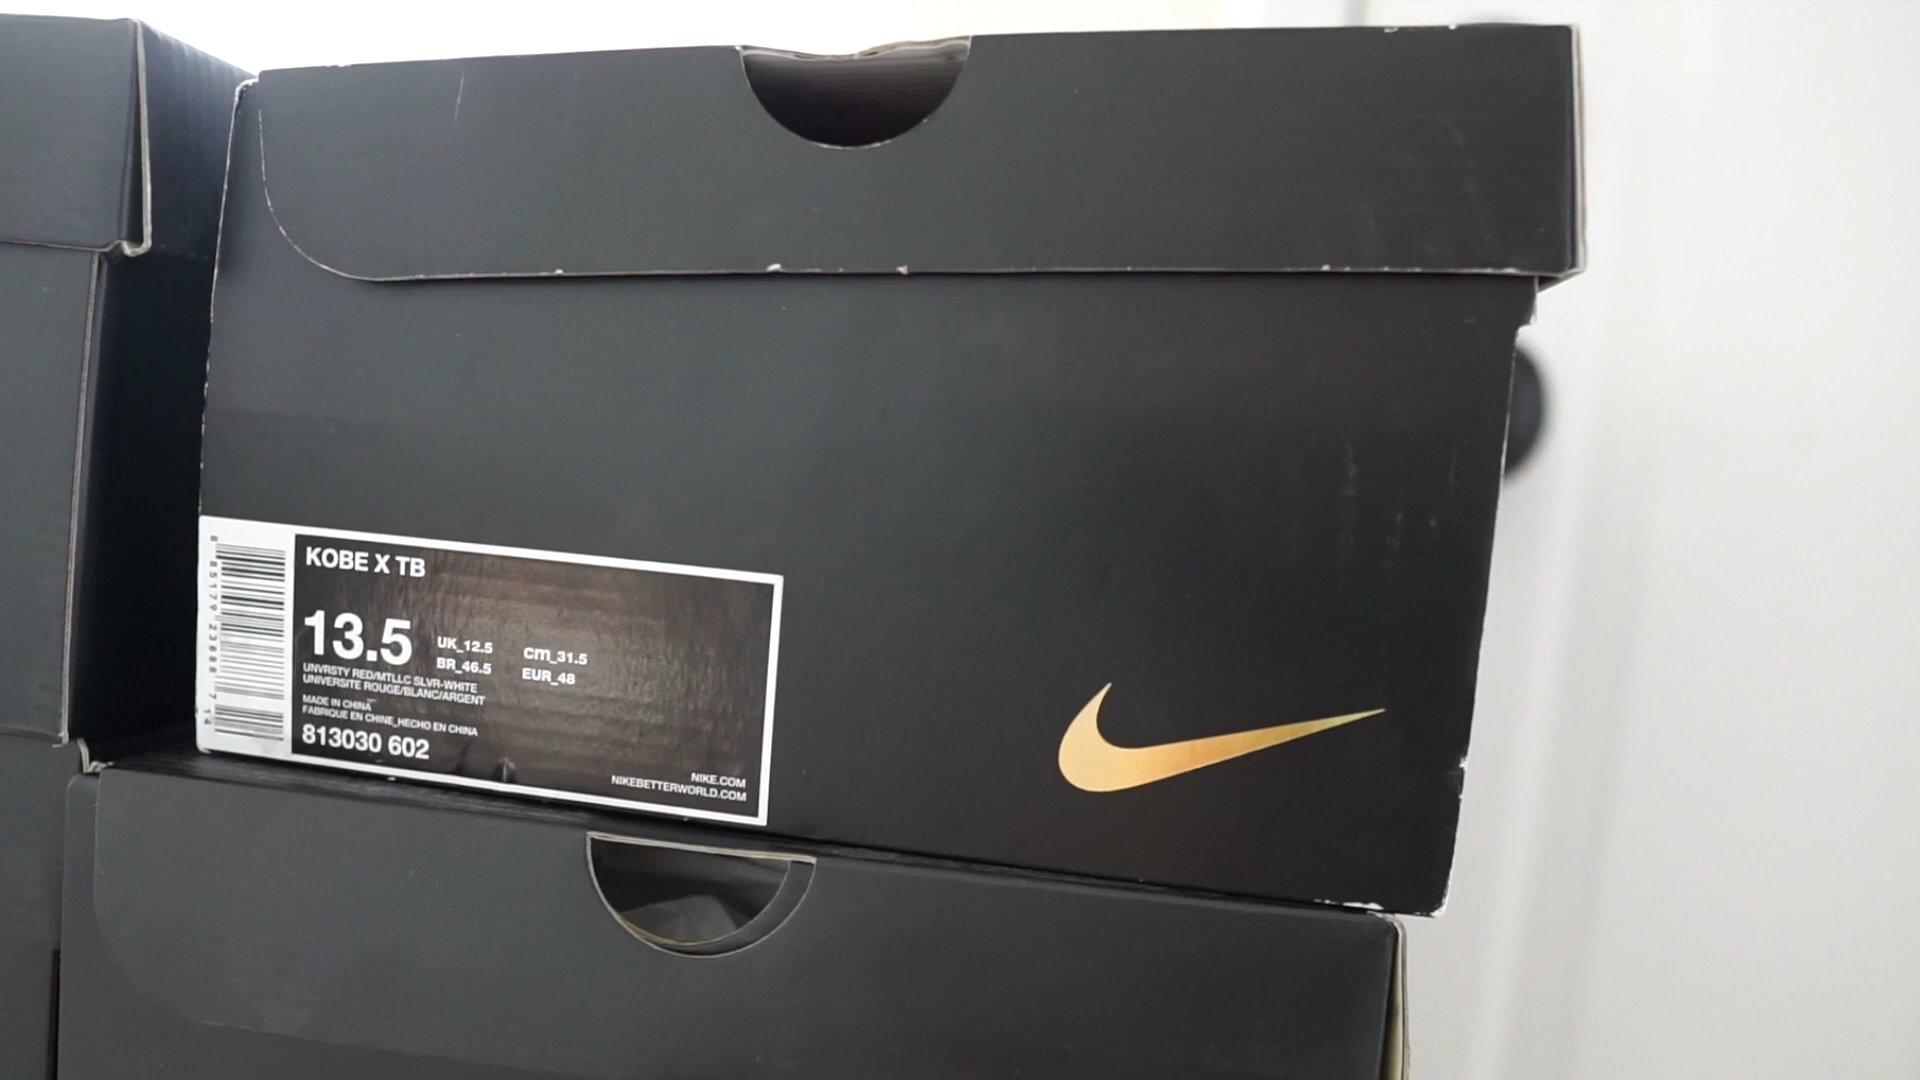 KOBE X TB
13.5
UK_12.5 cm_31.5
BR_46.5 EUR_48
UNVRSTY RED/MTLLC SLVR-WHITE
UNIVERSITE ROUGE/BLANC/ARGENT
MADE IN CHINA
FABRIQUE EN CHINE_HECHO EN CHINA
813030 602
NIKE.COM
NIKEBETTERWORLD.COM